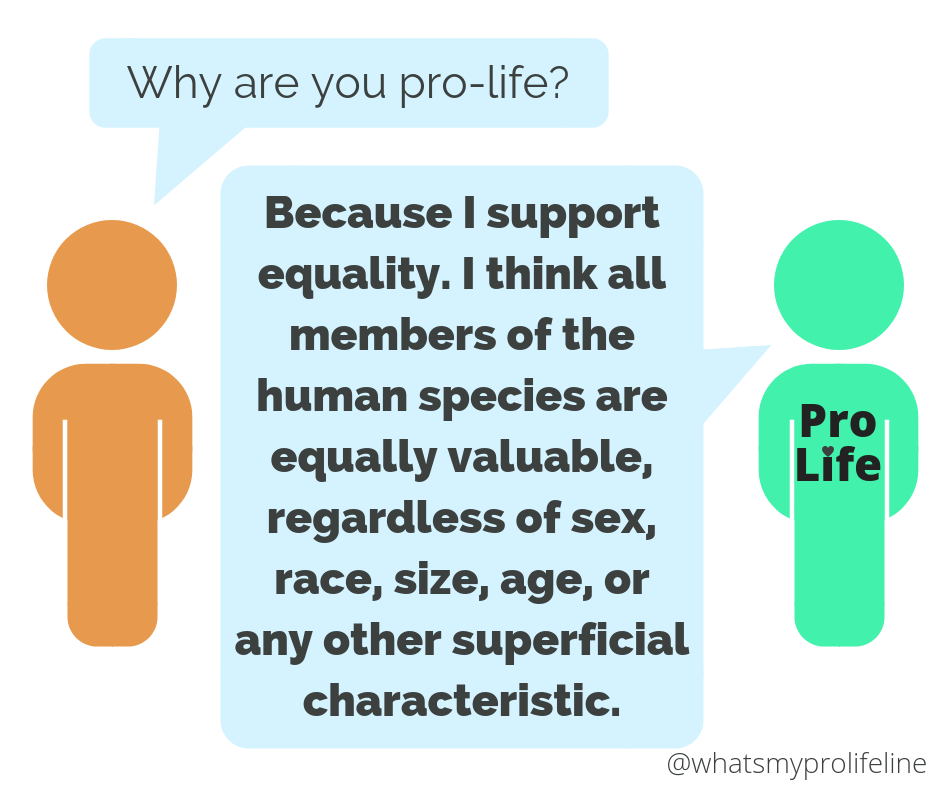 Why are you pro-life?
Because I support
equality. I think all
members of the
human species are
equally valuable,
regardless of sex,
race, size, age, or
any other superficial
characteristic.
Pro
Life
@whatsmyprolifeline